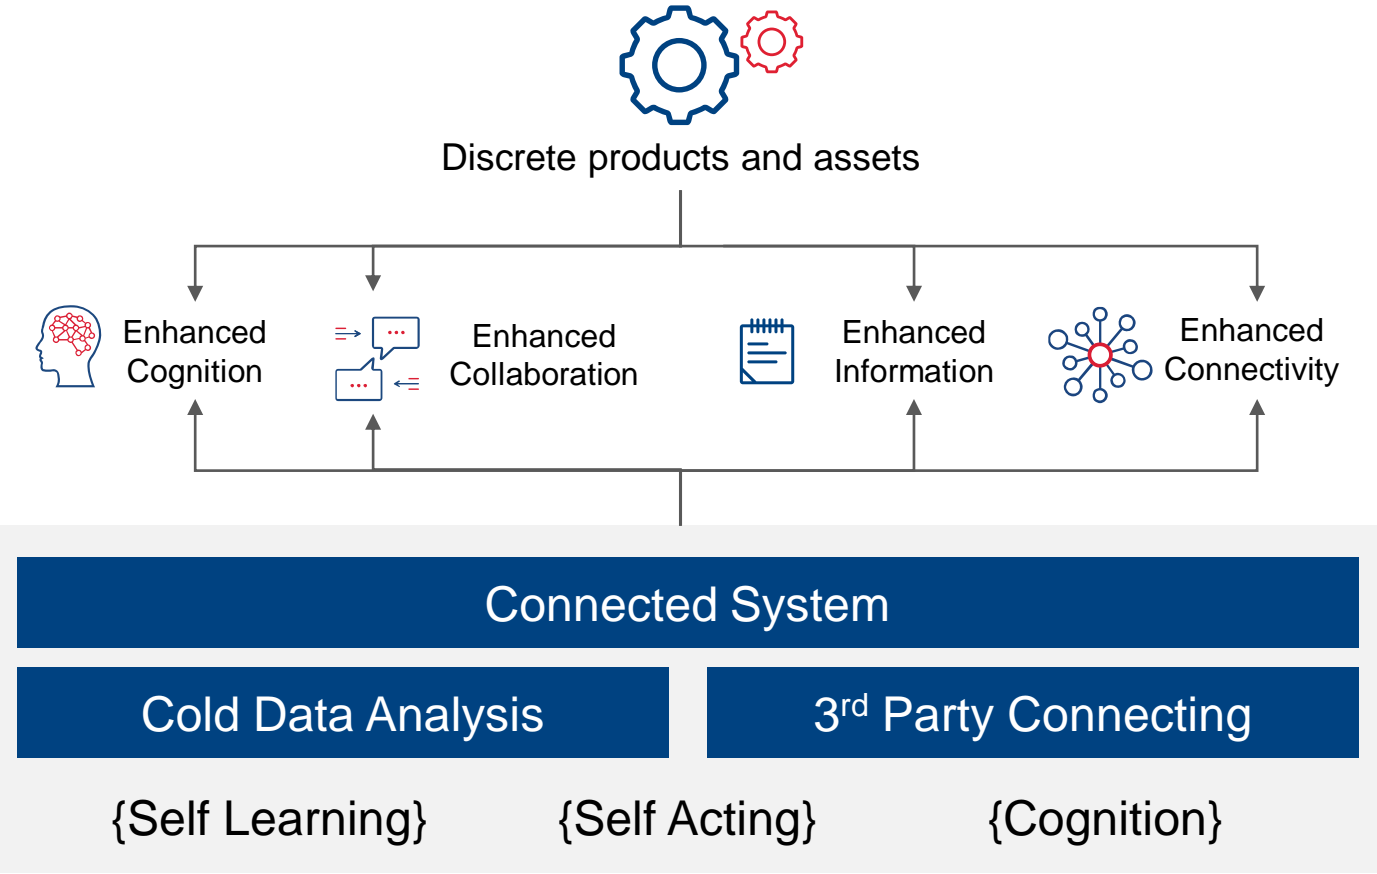 Discrete products and assets
Enhanced
Cognition
Enhanced
Collaboration
Enhanced
Information
Enhanced
Connectivity
Connected System
Cold Data Analysis
3rd Party Connecting
{Self Learning}
{Self Acting}
{Cognition}